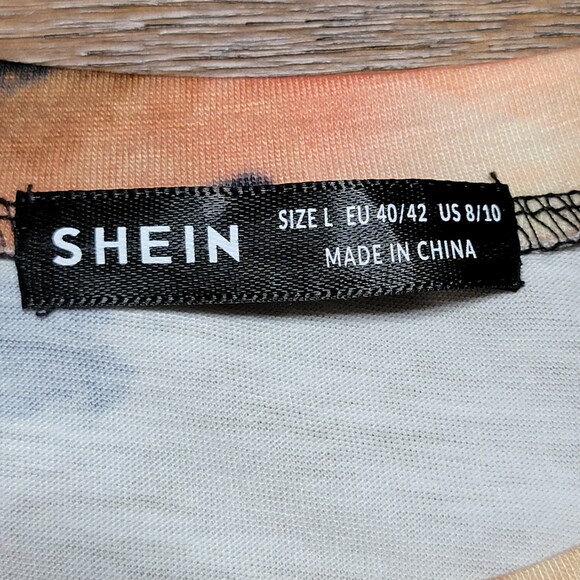 SHEIN
SIZE L EU 40/42 US 8/10
MADE IN CHINA